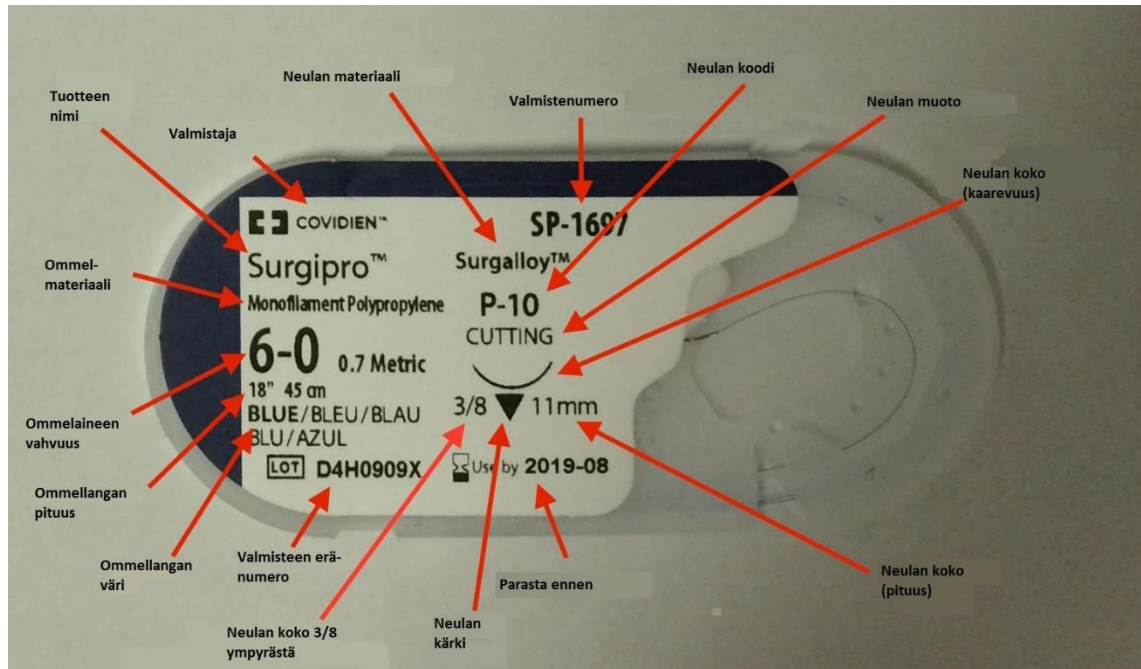 Neulan materiaali
Neulan koodi
Tuotteen
nimi
Valmistenumero
Neulan muoto
Valmistaja
Neulan koko
(kaarevuus)
COVIDIEN™
SP-1697
Surgipro™
Surgalloy™
Ommel-
materiaali
Monofilament Polypropylene
P-10
CUTTING
6-0 0.7 Metric
18" 45 cm
3/8 11mm
BLUE/BLEU/BLAU
BLU/AZUL
Ommelaineen
vahvuus
LOT D4H0909X
Use by 2019-08
Ommellangan
pituus
Ommellangan
väri
Valmisteen erä-
numero
Parasta ennen
Neulan koko
(pituus)
Neulan koko 3/8
ympyrästä
Neulan
kärki